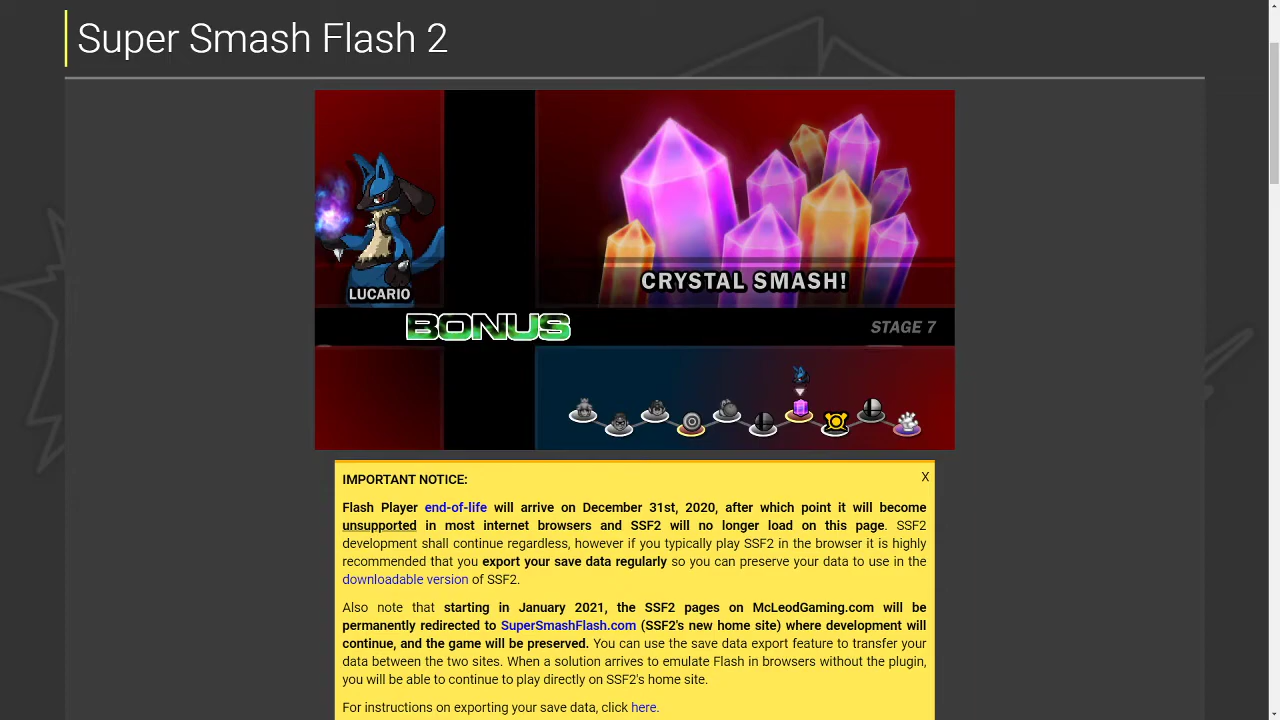 Super Smash Flash 2
CRYSTAL SMASH!
LUCARIO
BONUS
STAGE 7
IMPORTANT NOTICE:
X
Flash Player end-of-life will arrive on December 31st, 2020, after which point it will become
unsupported in most internet browsers and SSF2 will no longer load on this page. SSF2
development shall continue regardless, however if you typically play SSF2 in the browser it is highly
recommended that you export your save data regularly so you can preserve your data to use in the
downloadable version of SSF2.
Also note that starting in January 2021, the SSF2 pages on McLeodGaming.com will be
permanently redirected to SuperSmashFlash.com (SSF2's new home site) where development will
continue, and the game will be preserved. You can use the save data export feature to transfer your
data between the two sites. When a solution arrives to emulate Flash in browsers without the plugin,
you will be able to continue to play directly on SSF2's home site.
For instructions on exporting your save data, click here.